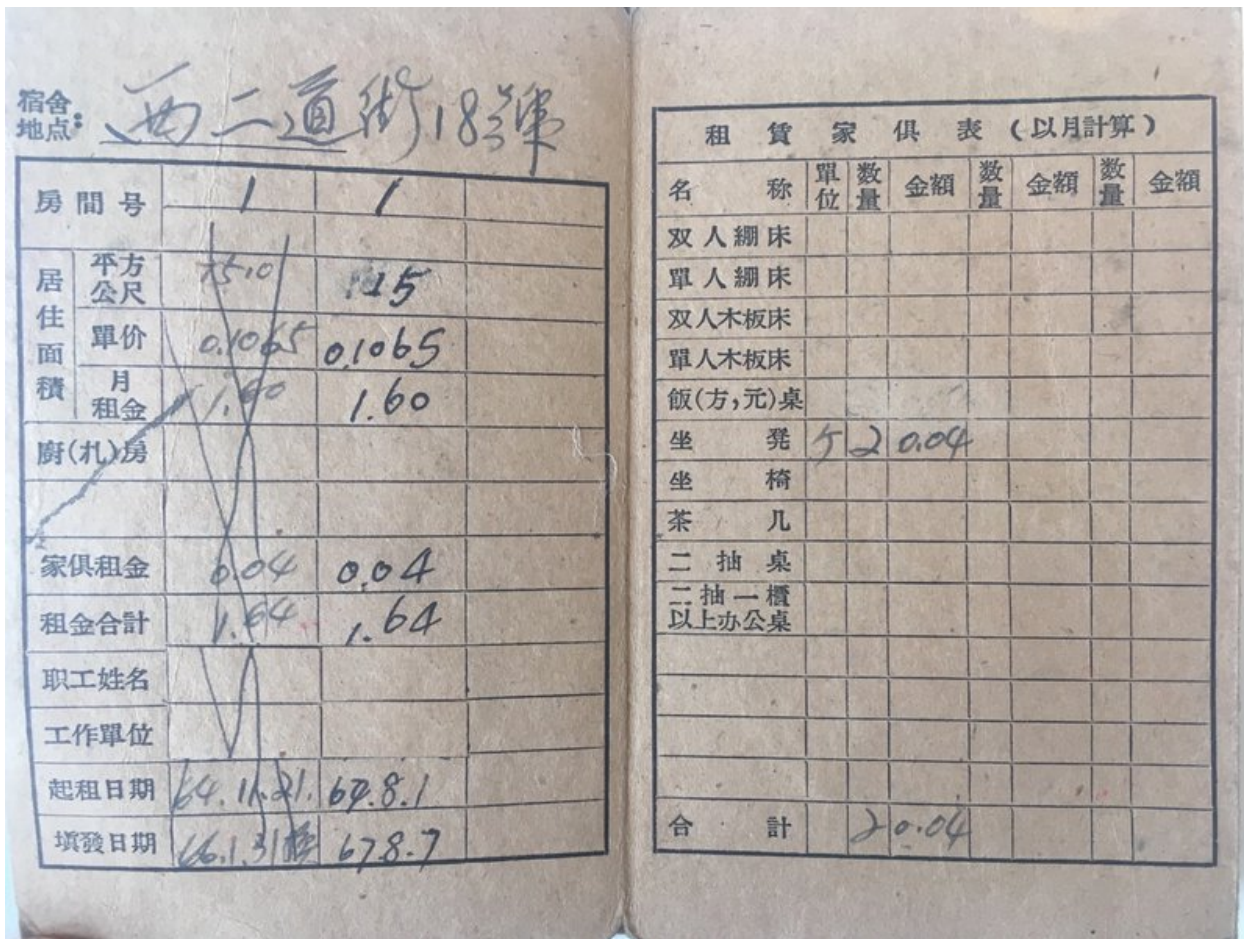 宿舍地点: 西二道街18號
房間号 1 1
居住面積
平方公尺 15.10 15
單价 0.1065 0.1065
月租金 1.60 1.60
廚(扎)房
家俱租金 0.04 0.04
租金合計 1.64 1.64
职工姓名
工作單位
起租日期 64.11.21. 67.8.1
填發日期 66.1.31換 67.8.7
租賃家俱表(以月計算)
名称 單位 数量 金額 数量 金額 数量 金額
双人綳床
單人綳床
双人木板床
單人木板床
飯(方,元)桌
坐凳 ケ 2 0.04
坐椅
茶几
二抽桌
二抽一櫃以上办公桌
合計 2 0.04